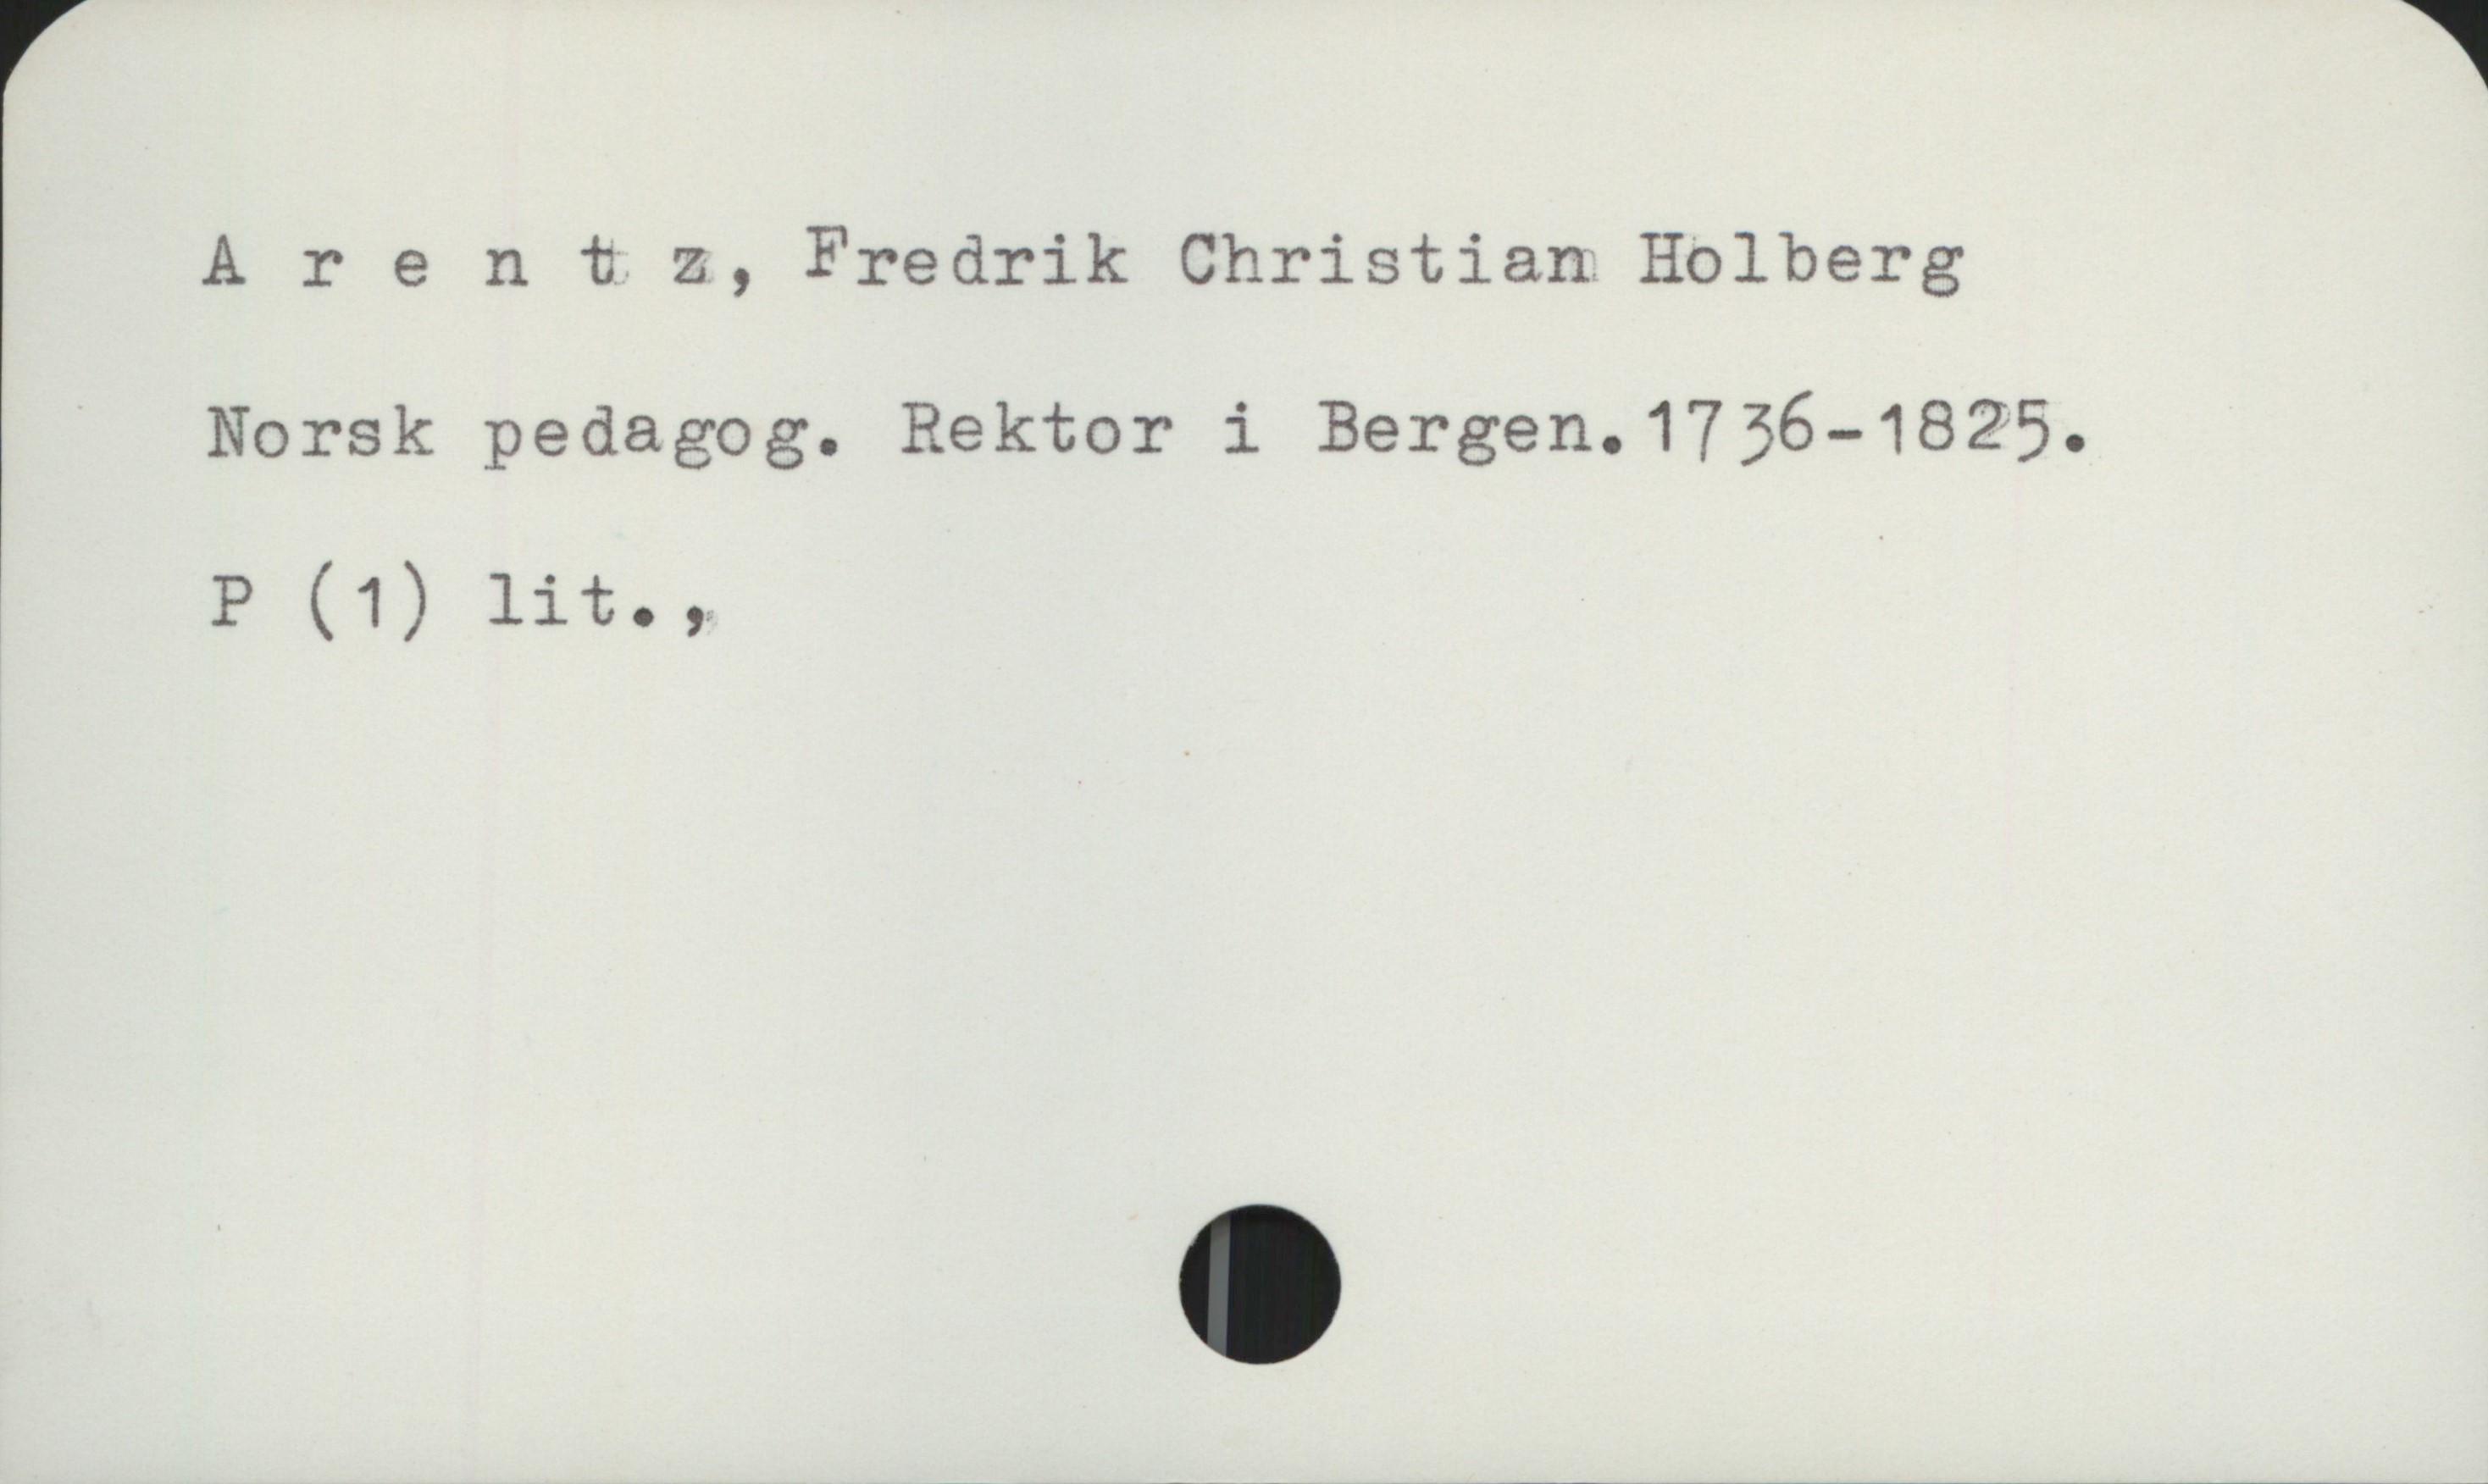 A r e n t z, Fredrik Christian Holberg
Norsk pedagog. Rektor i Bergen.1736-1825.
P (1) lit.,